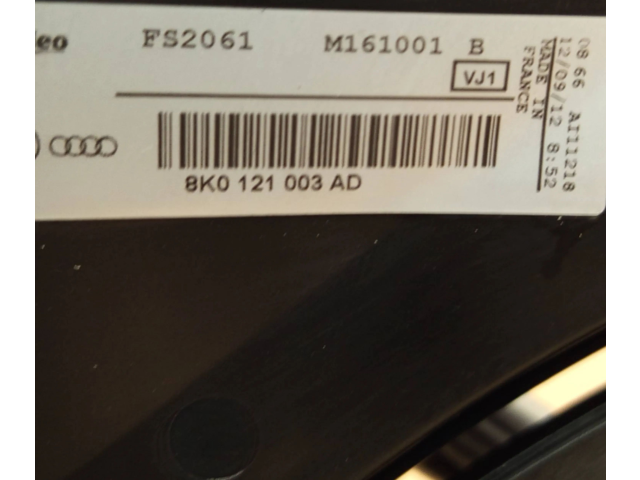 FS2061 M161001 B
VJ1
8K0 121 003 AD
08 66 AI11218
12/09/12 8:52
MADE IN
FRANCE